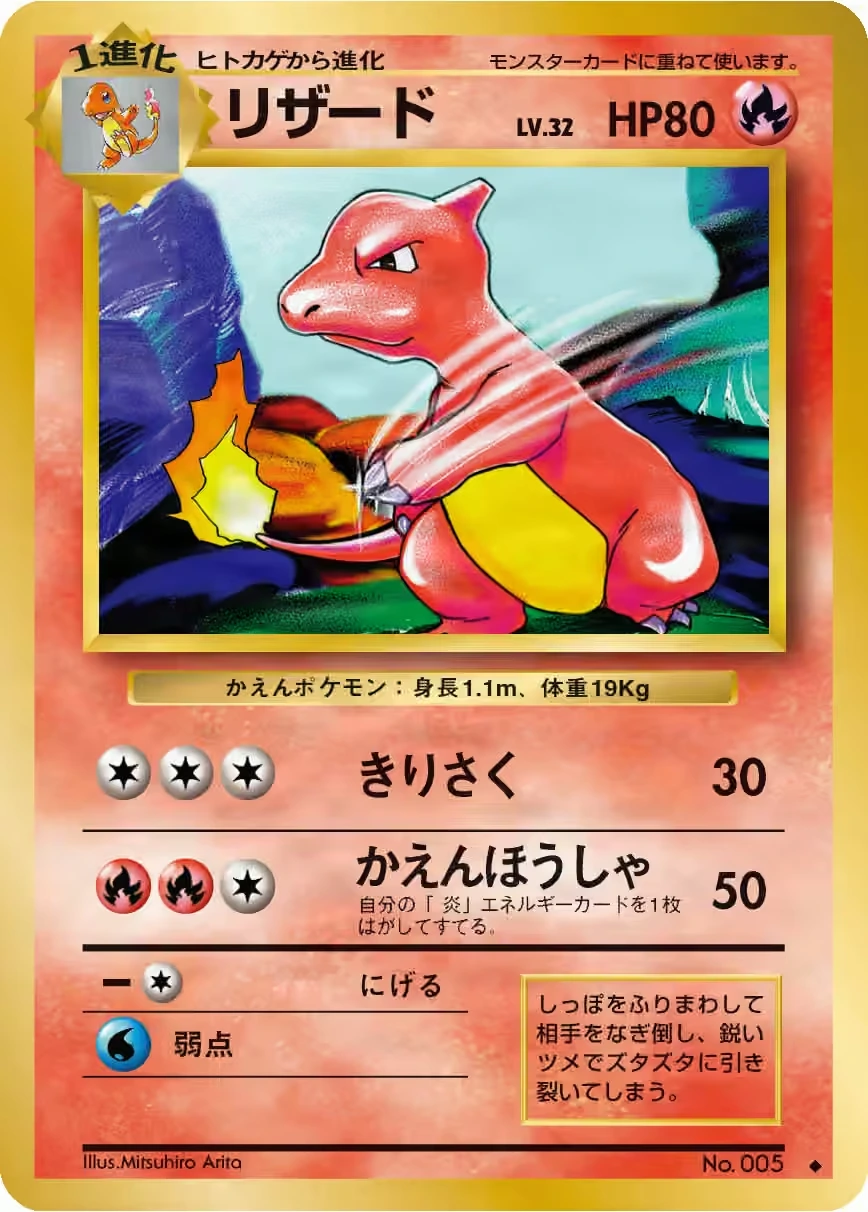 1進化
ヒトカゲから進化
モンスターカードに重ねて使います。
リザード
LV.32
HP80
かえんポケモン：身長1.1m、体重19Kg
きりさく 30
かえんほうしゃ 50
自分の「炎」エネルギーカードを1枚
はがしてすてる。
ー にげる
弱点
しっぽをふりまわして
相手をなぎ倒し、鋭い
ツメでズタズタに引き
裂いてしまう。
Illus.Mitsuhiro Arita
No. 005